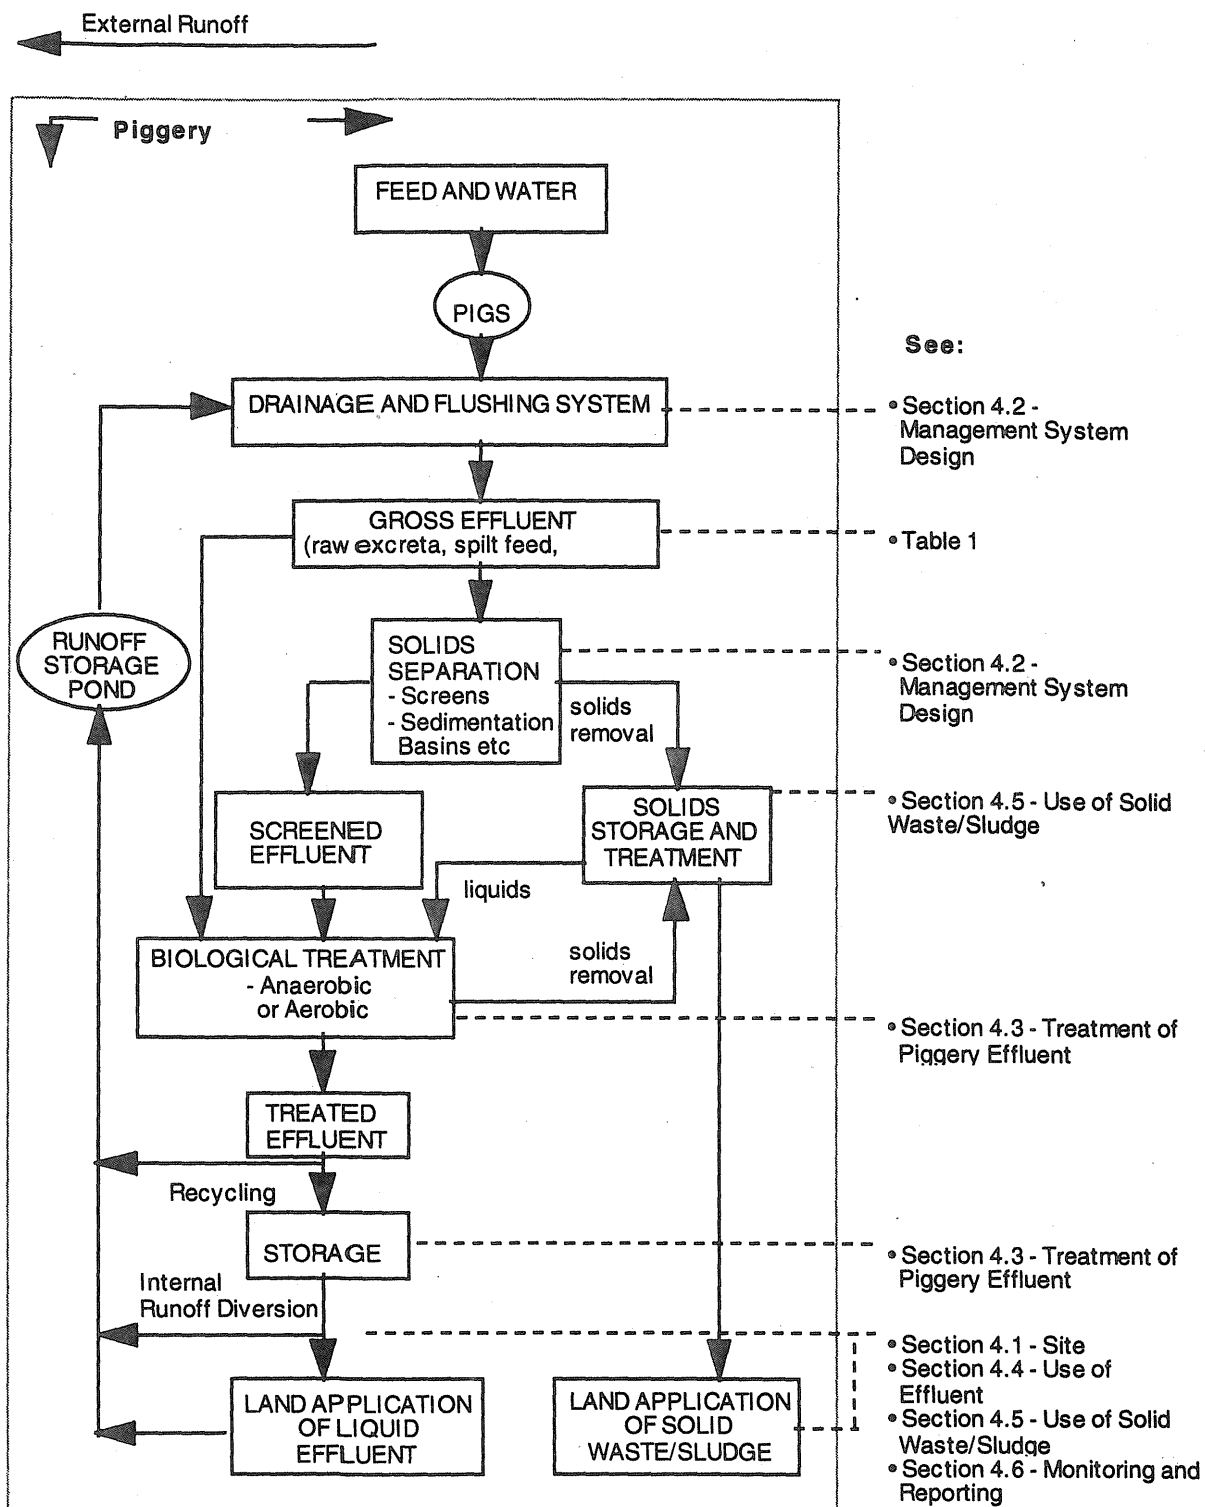 External Runoff
Piggery
FEED AND WATER
PIGS
See:
DRAINAGE AND FLUSHING SYSTEM
• Section 4.2 -
Management System
Design
GROSS EFFLUENT
(raw excreta, spilt feed,
• Table 1
RUNOFF
STORAGE
POND
SOLIDS
SEPARATION
- Screens
- Sedimentation
Basins etc
solids
removal
• Section 4.2 -
Management System
Design
SCREENED
EFFLUENT
SOLIDS
STORAGE AND
TREATMENT
• Section 4.5 - Use of Solid
Waste/Sludge
liquids
BIOLOGICAL TREATMENT
- Anaerobic
or Aerobic
solids
removal
• Section 4.3 - Treatment of
Piggery Effluent
TREATED
EFFLUENT
Recycling
STORAGE
• Section 4.3 - Treatment of
Piggery Effluent
Internal
Runoff Diversion
• Section 4.1 - Site
• Section 4.4 - Use of
Effluent
• Section 4.5 - Use of Solid
Waste/Sludge
• Section 4.6 - Monitoring and
Reporting
LAND APPLICATION
OF LIQUID
EFFLUENT
LAND APPLICATION
OF SOLID
WASTE/SLUDGE